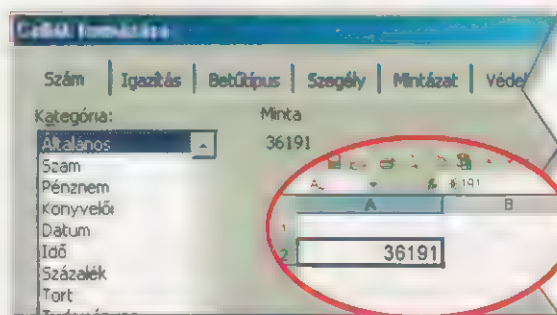 Cellák formázása
Szám Igazítás Betűtípus Szegély Mintázat Védel
Kategória:
Minta
Általános
36191
Szám
Pénznem
Könyvelői
Dátum
Idő
Százalék
Tört
A B
1
2 36191